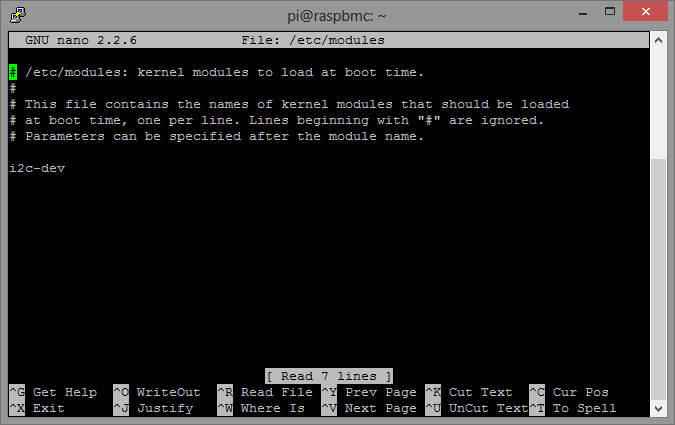 pi@raspbmc: ~
GNU nano 2.2.6 File: /etc/modules
# /etc/modules: kernel modules to load at boot time.
#
# This file contains the names of kernel modules that should be loaded
# at boot time, one per line. Lines beginning with "#" are ignored.
# Parameters can be specified after the module name.
i2c-dev
[ Read 7 lines ]
^G Get Help ^O WriteOut ^R Read File ^Y Prev Page ^K Cut Text ^C Cur Pos
^X Exit ^J Justify ^W Where Is ^V Next Page ^U UnCut Text^T To Spell